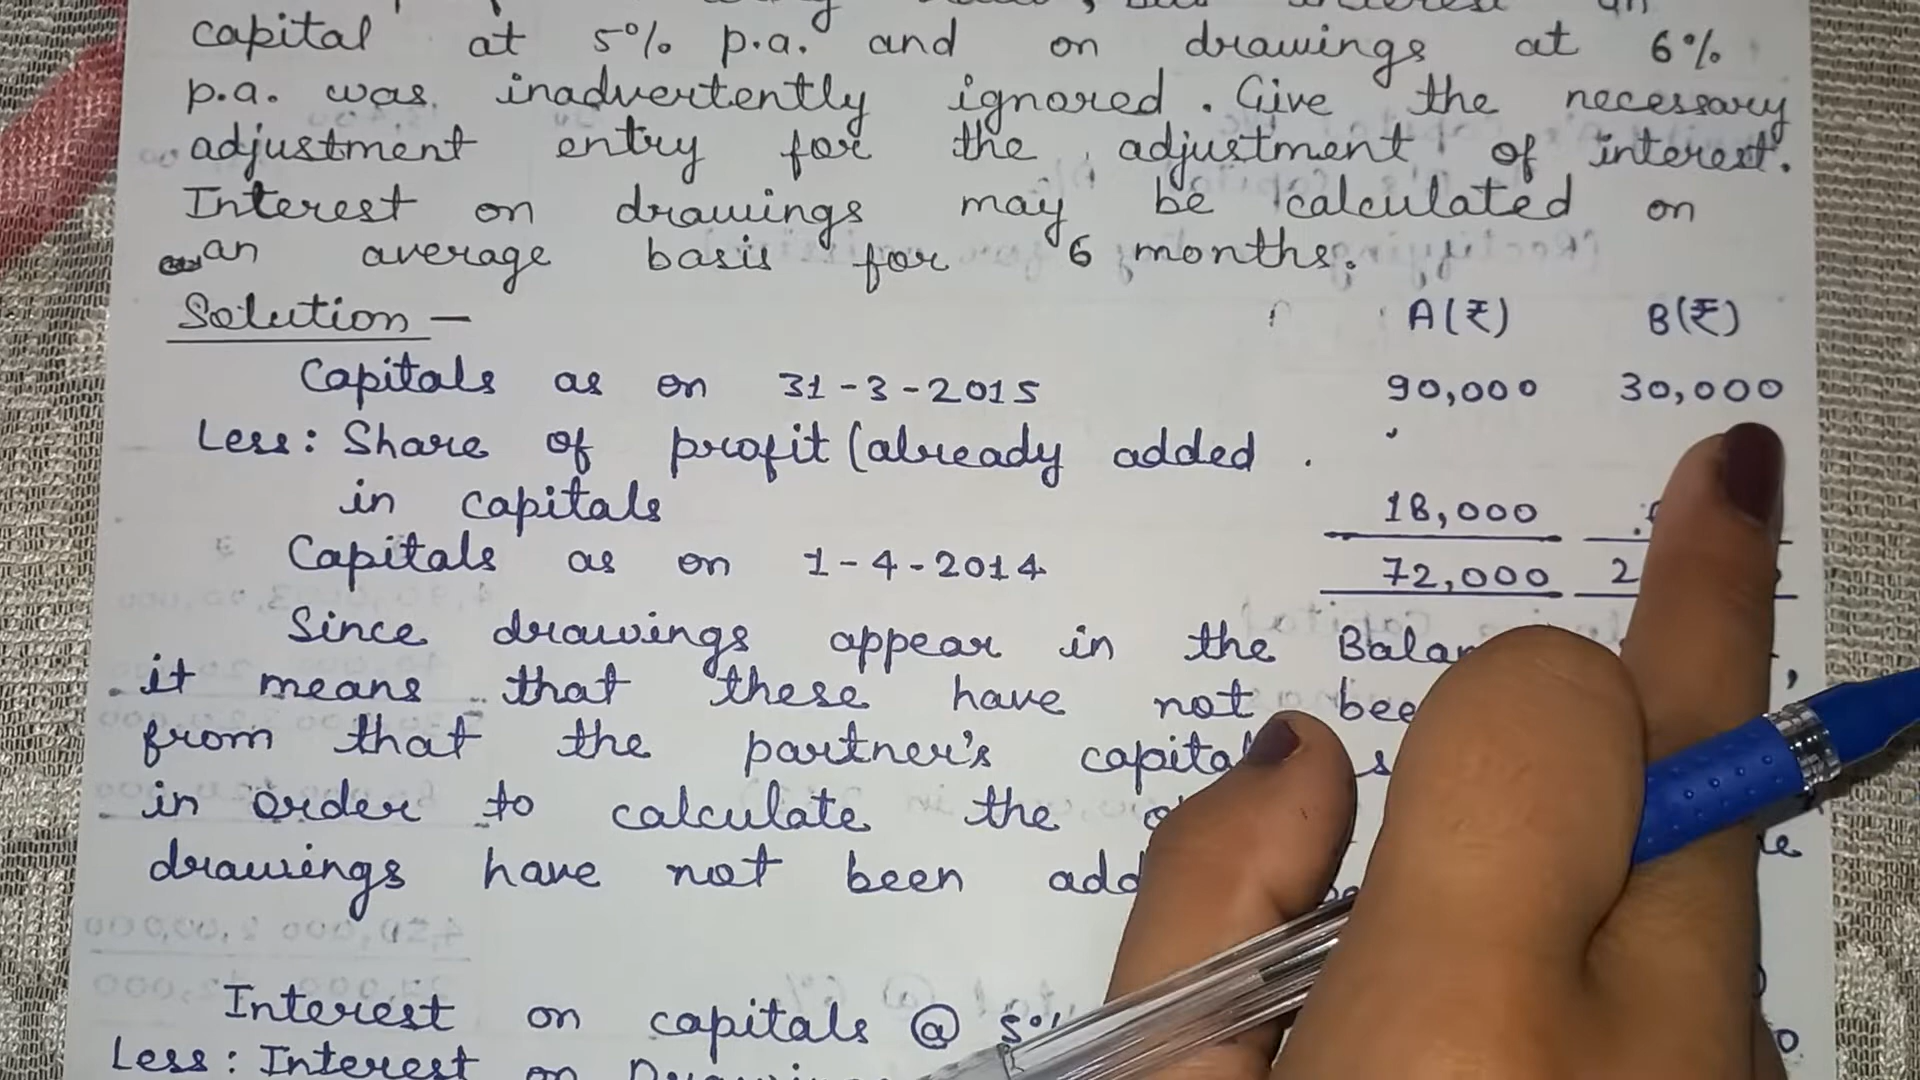 capital at 5% p.a. and on drawings at 6%
p.a. was inadvertently ignored. Give the necessary
adjustment entry for the adjustment of interest.
Interest on drawings may be calculated on
an average basis for 6 months.
Solution — A(₹) B(₹)
Capitals as on 31-3-2015 90,000 30,000
Less: Share of profit (already added
in capitals 18,000
Capitals as on 1-4-2014 72,000 2
Since drawings appear in the
it means that these have not
from that the partner's
in order to calculate the
drawings have not been
Interest on capitals @ 5%
Less: Interest on